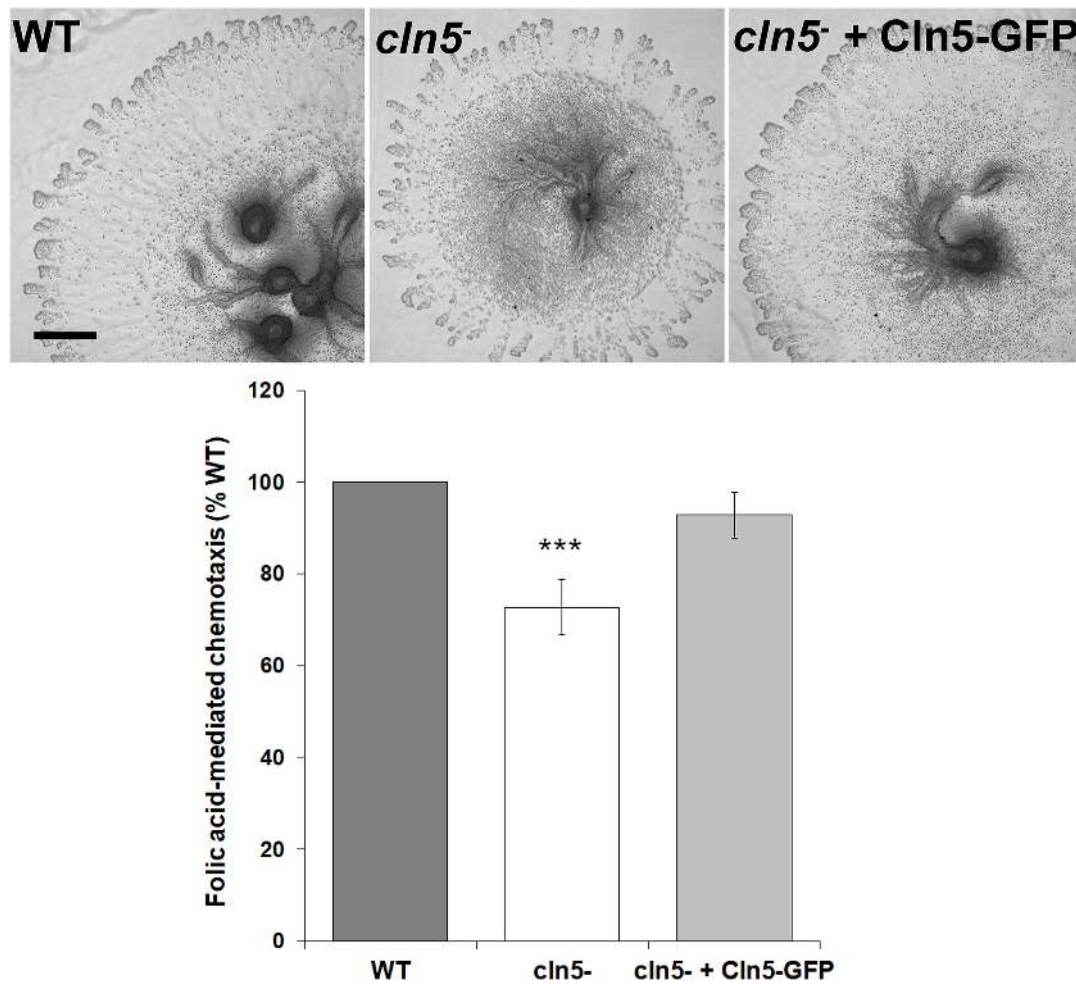 WT
cln5-
cln5- + Cln5-GFP
Folic acid-mediated chemotaxis (% WT)
120
100
80
60
40
20
0
***
WT
cln5-
cln5- + Cln5-GFP